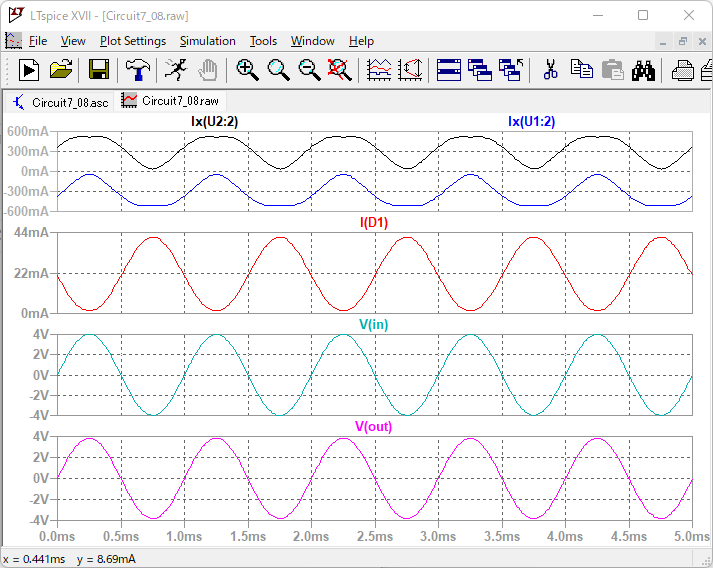 LTspice XVII - [Circuit7_08.raw]
File View Plot Settings Simulation Tools Window Help
Circuit7_08.asc Circuit7_08.raw
Ix(U2:2) Ix(U1:2)
600mA
300mA
0mA
-300mA
-600mA
I(D1)
44mA
22mA
0mA
V(in)
4V
2V
0V
-2V
-4V
V(out)
4V
2V
0V
-2V
-4V
0.0ms 0.5ms 1.0ms 1.5ms 2.0ms 2.5ms 3.0ms 3.5ms 4.0ms 4.5ms 5.0ms
x = 0.441ms y = 8.69mA